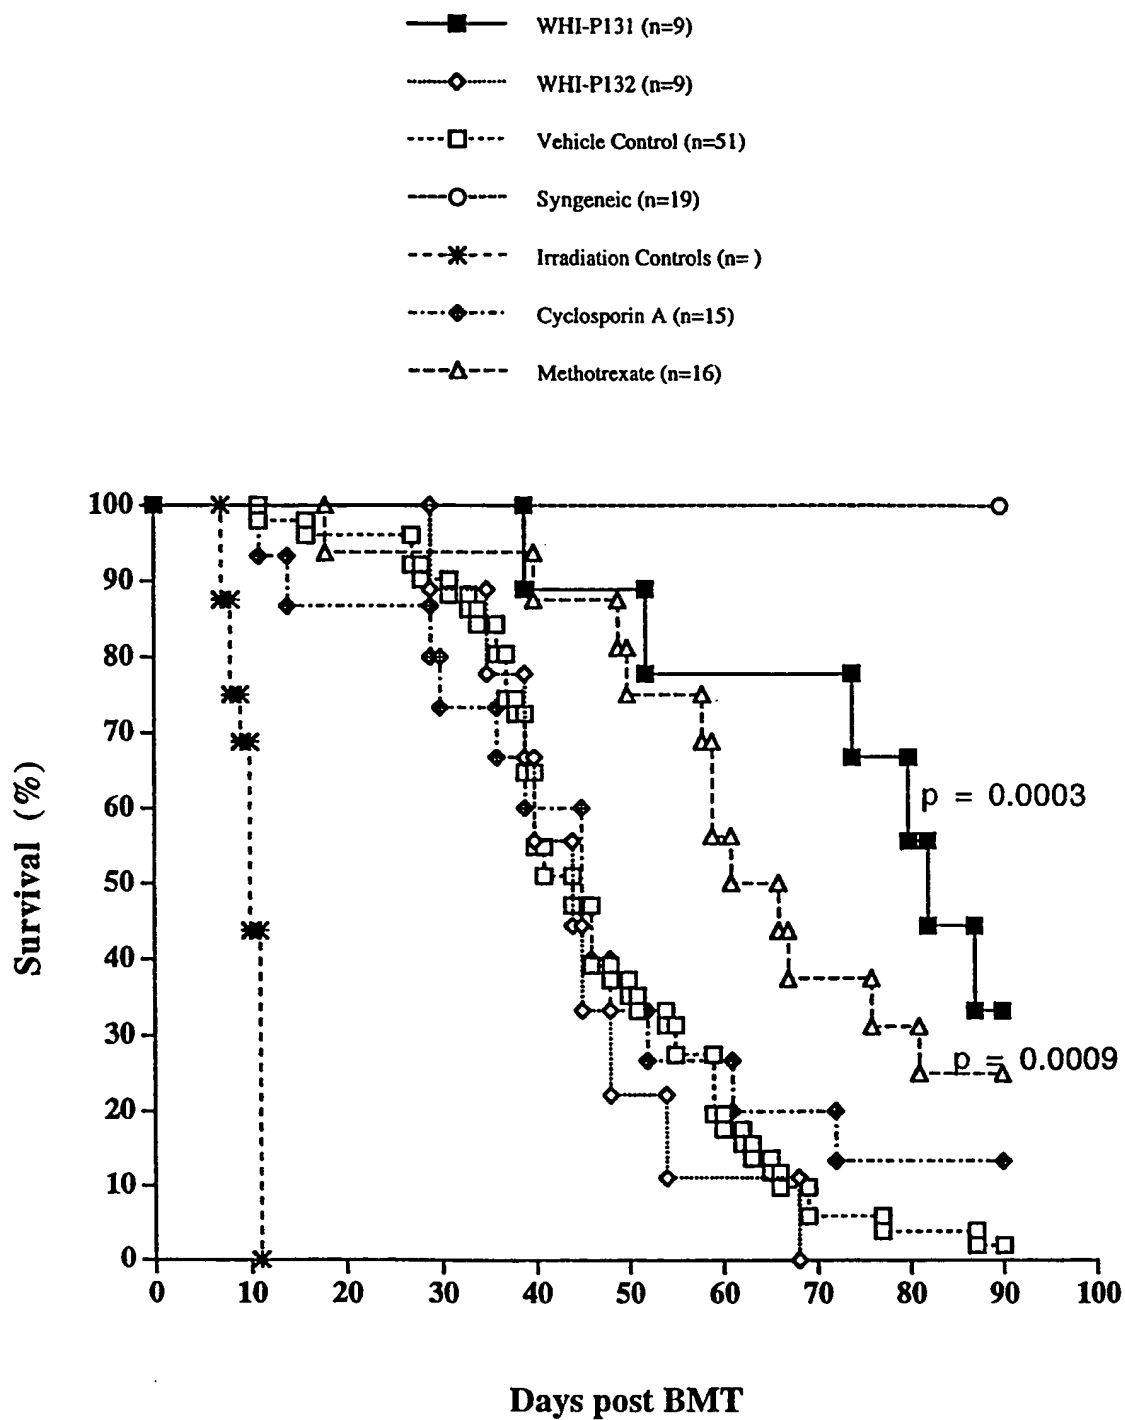 WHI-P131 (n=9)
WHI-P132 (n=9)
Vehicle Control (n=51)
Syngeneic (n=19)
Irradiation Controls (n= )
Cyclosporin A (n=15)
Methotrexate (n=16)
100
90
80
70
60
50
40
30
20
10
0
Survival (%)
p = 0.0003
p = 0.0009
0 10 20 30 40 50 60 70 80 90 100
Days post BMT